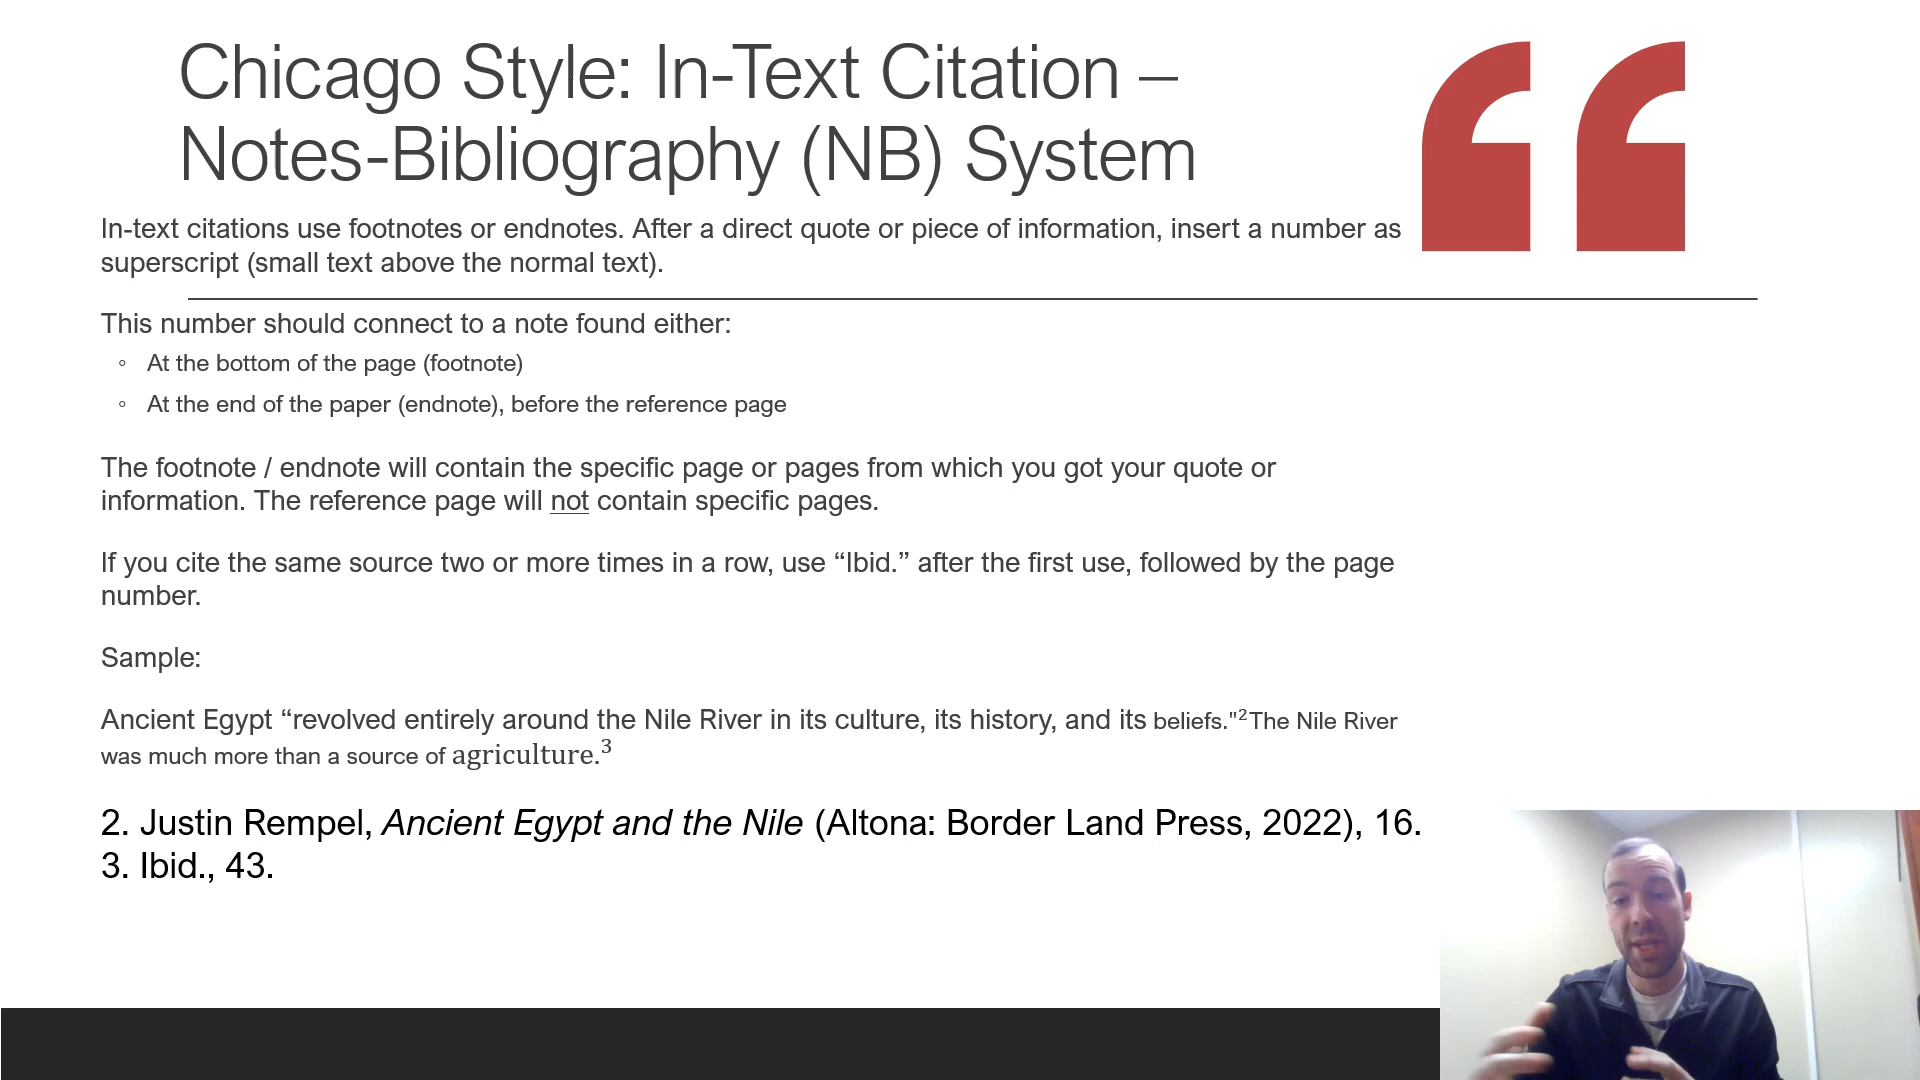 Chicago Style: In-Text Citation –
Notes-Bibliography (NB) System
In-text citations use footnotes or endnotes. After a direct quote or piece of information, insert a number as
superscript (small text above the normal text).
This number should connect to a note found either:
◦ At the bottom of the page (footnote)
◦ At the end of the paper (endnote), before the reference page
The footnote / endnote will contain the specific page or pages from which you got your quote or
information. The reference page will not contain specific pages.
If you cite the same source two or more times in a row, use “Ibid.” after the first use, followed by the page
number.
Sample:
Ancient Egypt “revolved entirely around the Nile River in its culture, its history, and its beliefs."²The Nile River
was much more than a source of agriculture.³
2. Justin Rempel, Ancient Egypt and the Nile (Altona: Border Land Press, 2022), 16.
3. Ibid., 43.